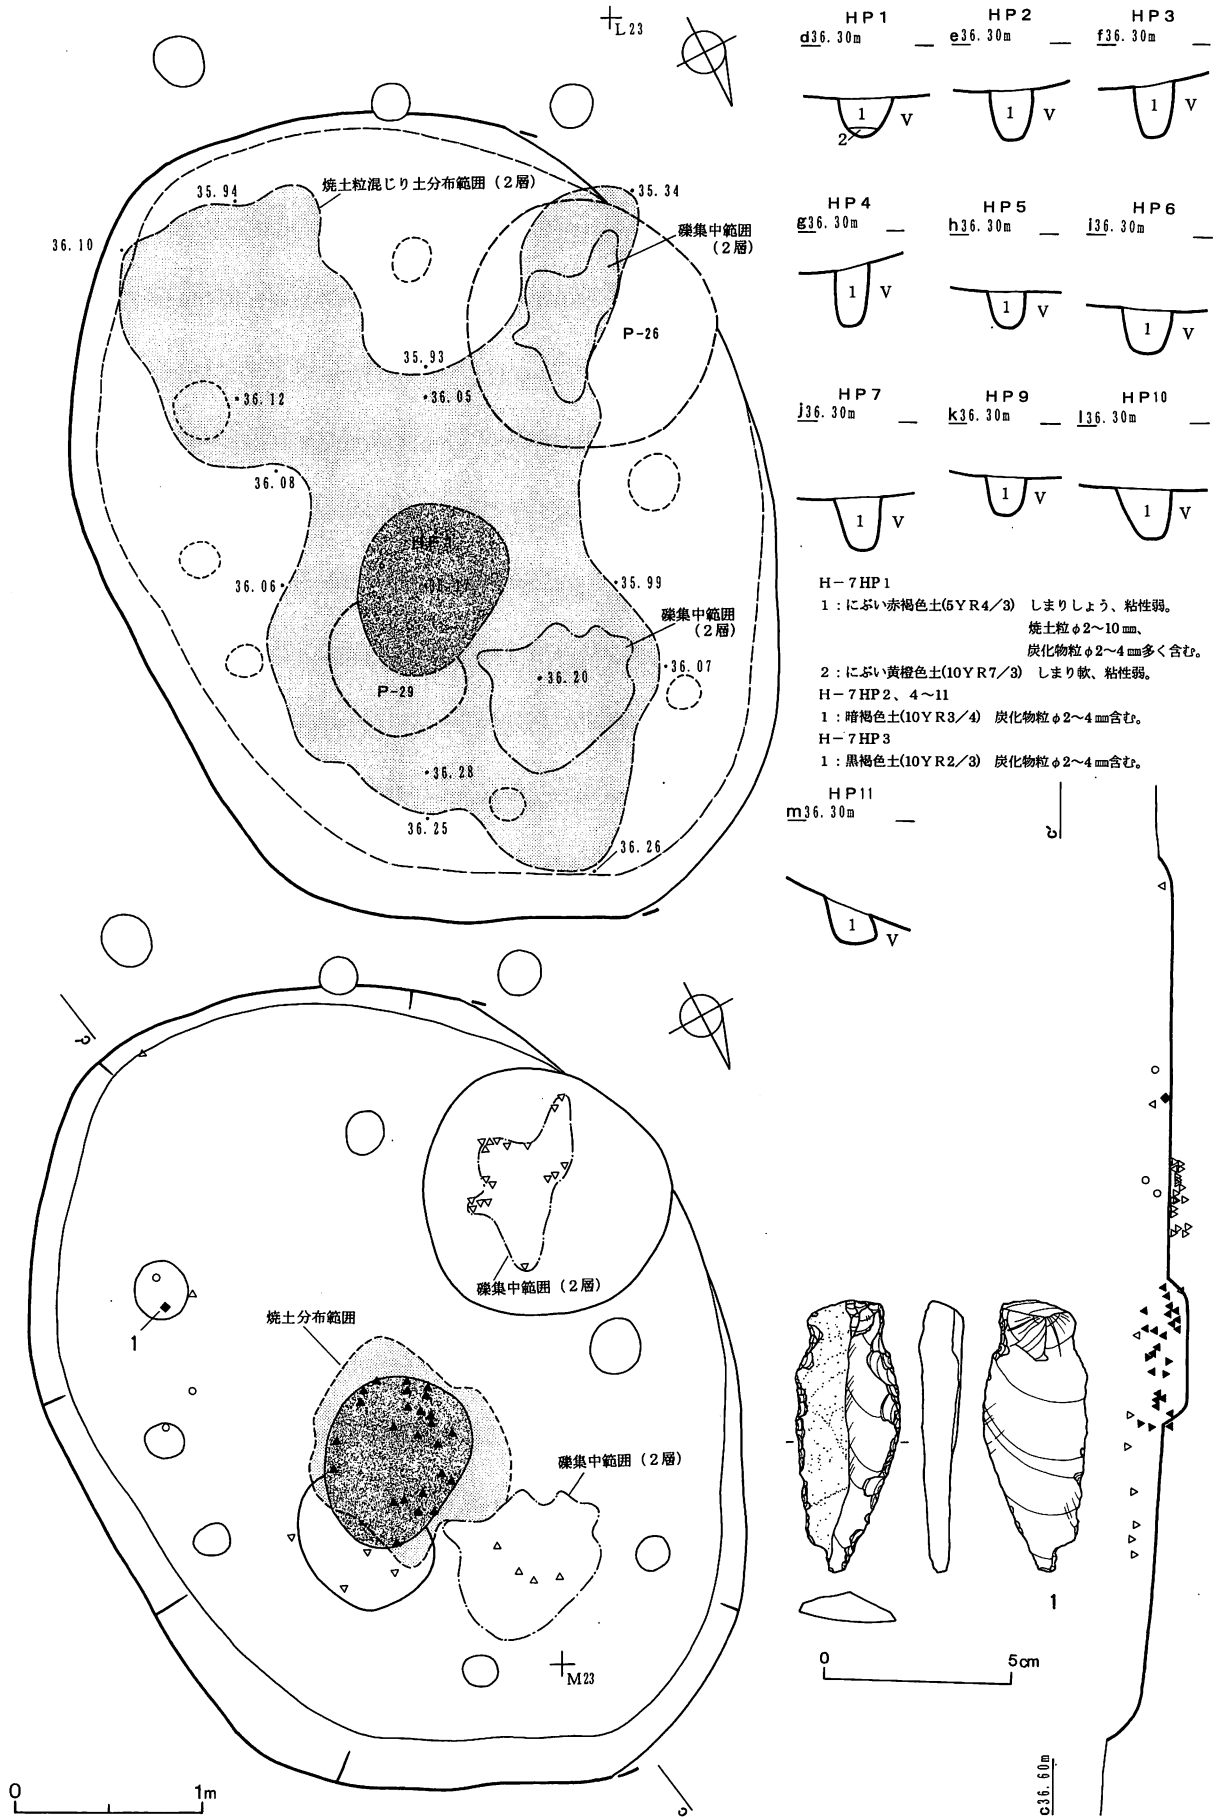 L23
HP1
d36.30m
1
V
2
HP2
e36.30m
1
V
HP3
f36.30m
1
V
焼土粒混じり土分布範囲（2層）
35.94
36.10
35.34
礫集中範囲
（2層）
P-26
35.93
36.05
36.12
36.08
36.06
35.99
礫集中範囲
（2層）
36.07
36.20
P-29
36.28
36.25
36.26
HP4
g36.30m
1
V
HP5
h36.30m
1
V
HP6
i36.30m
1
V
HP7
j36.30m
1
V
HP9
k36.30m
1
V
HP10
l36.30m
1
V
H－7HP1
1：にぶい赤褐色土(5YR4／3)　しまりしょう、粘性弱。
焼土粒φ2～10㎜、
炭化物粒φ2～4㎜多く含む。
2：にぶい黄橙色土(10YR7／3)　しまり軟、粘性弱。
H－7HP2、4～11
1：暗褐色土(10YR3／4)　炭化物粒φ2～4㎜含む。
H－7HP3
1：黒褐色土(10YR2／3)　炭化物粒φ2～4㎜含む。
HP11
m36.30m
1
V
c'
c'
礫集中範囲（2層）
1
焼土分布範囲
礫集中範囲（2層）
M23
c
0 1m
1
0 5cm
c36.60m